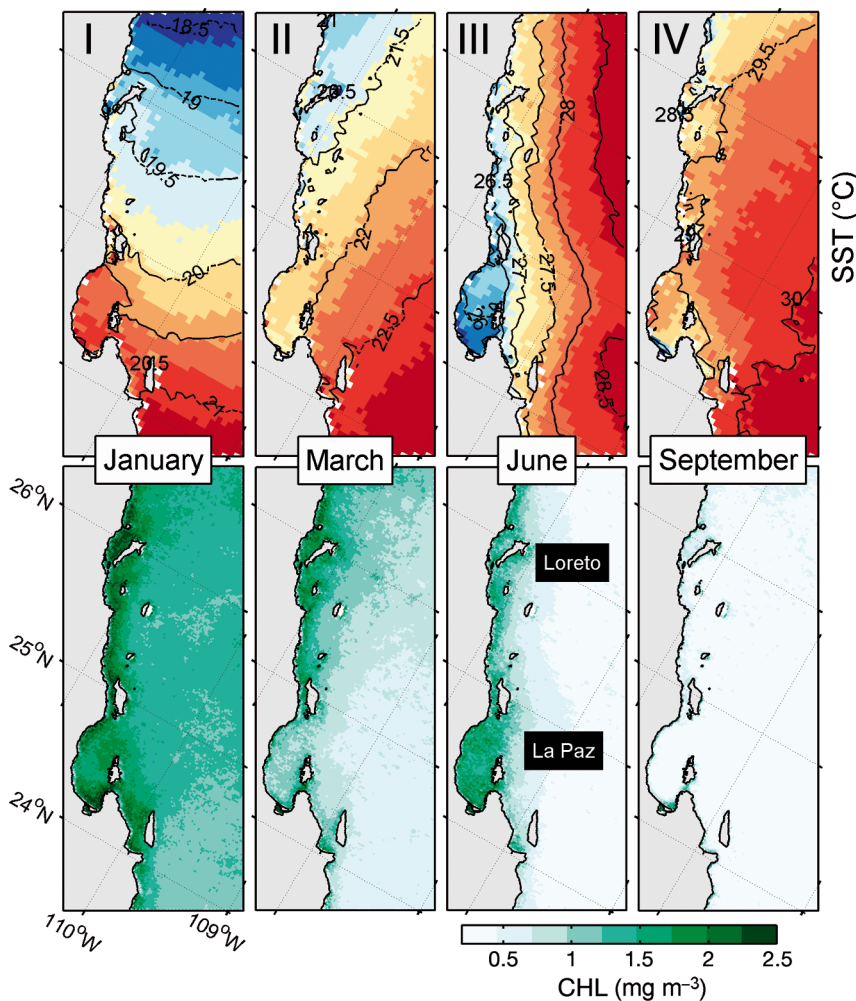 I
II
III
IV
18.5
19
19.5
20
20.5
21
21
21.5
22
22.5
26.5
27
27.5
28
28.5
28.5
29
29.5
30
SST (°C)
January
March
June
September
26°N
25°N
24°N
110°W
109°W
Loreto
La Paz
0.5
1
1.5
2
2.5
CHL (mg m⁻³)